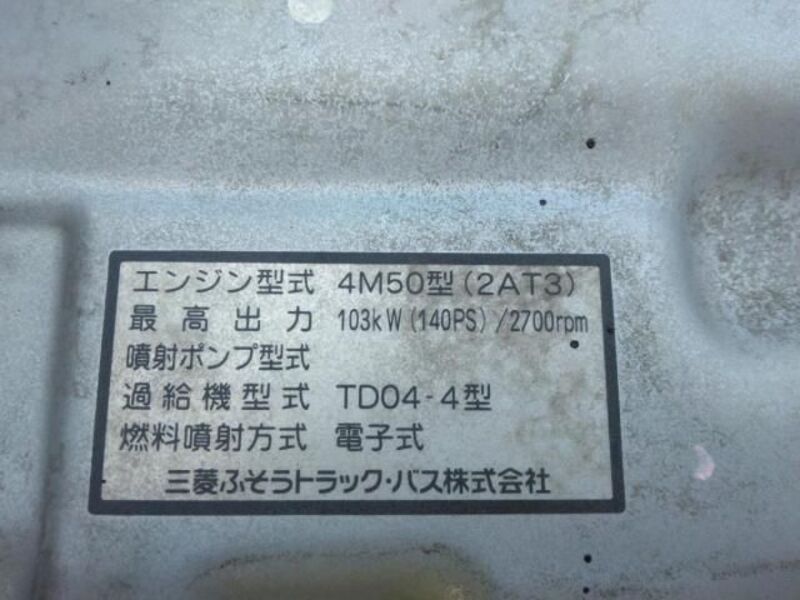 エンジン型式 4M50型(2AT3)
最高出力 103kW(140PS)/2700rpm
噴射ポンプ型式
過給機型式 TD04-4型
燃料噴射方式 電子式
三菱ふそうトラック・バス株式会社